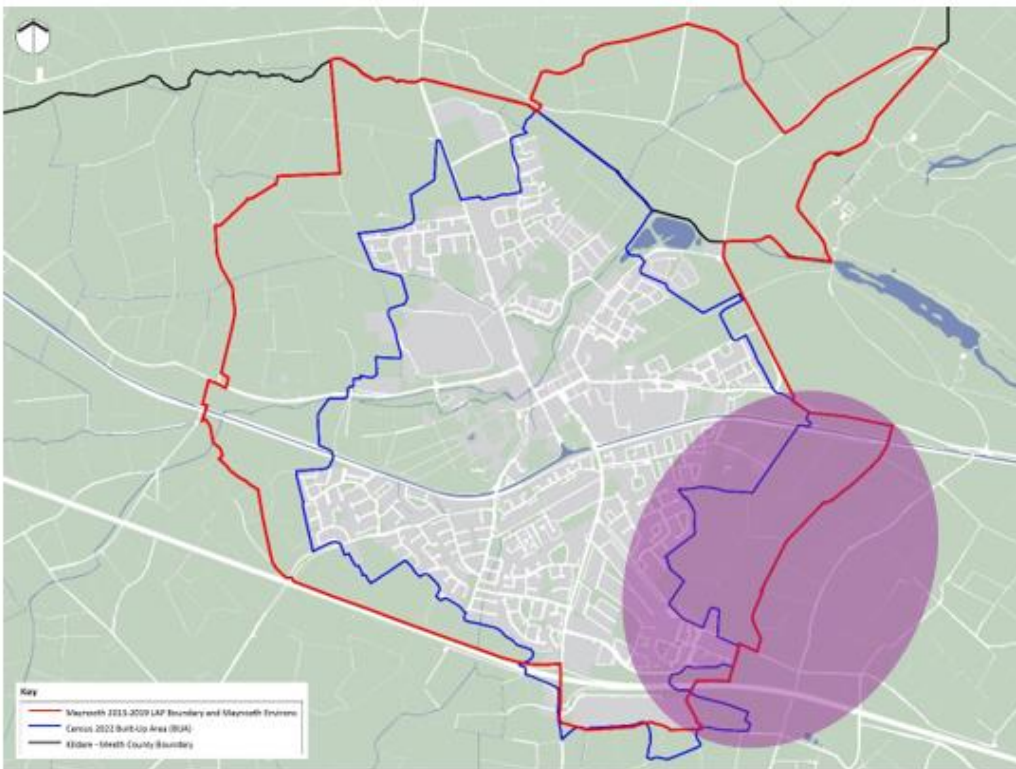 Key
Maynooth 2013-2019 LAP Boundary and Maynooth Environs
Census 2022 Built-Up Area (BUA)
Kildare - Meath County Boundary